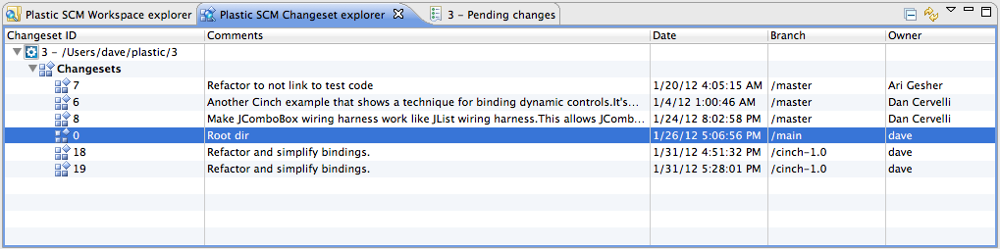 Plastic SCM Workspace explorer Plastic SCM Changeset explorer 3 - Pending changes
Changeset ID Comments Date Branch Owner
3 - /Users/dave/plastic/3
Changesets
7 Refactor to not link to test code 1/20/12 4:05:15 AM /master Ari Gesher
6 Another Cinch example that shows a technique for binding dynamic controls.It's... 1/4/12 1:00:46 AM /master Dan Cervelli
8 Make JComboBox wiring harness work like JList wiring harness.This allows JComb... 1/24/12 8:02:58 PM /master Dan Cervelli
0 Root dir 1/26/12 5:06:56 PM /main dave
18 Refactor and simplify bindings. 1/31/12 4:51:32 PM /cinch-1.0 dave
19 Refactor and simplify bindings. 1/31/12 5:28:01 PM /cinch-1.0 dave